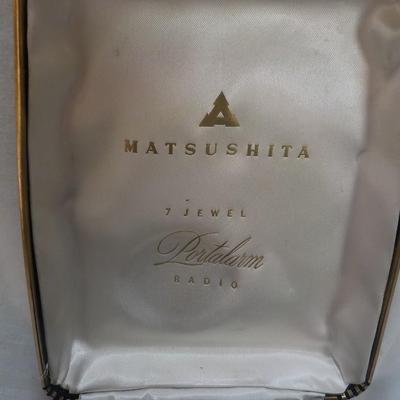 MATSUSHITA
7 JEWEL
Portalarm
RADIO